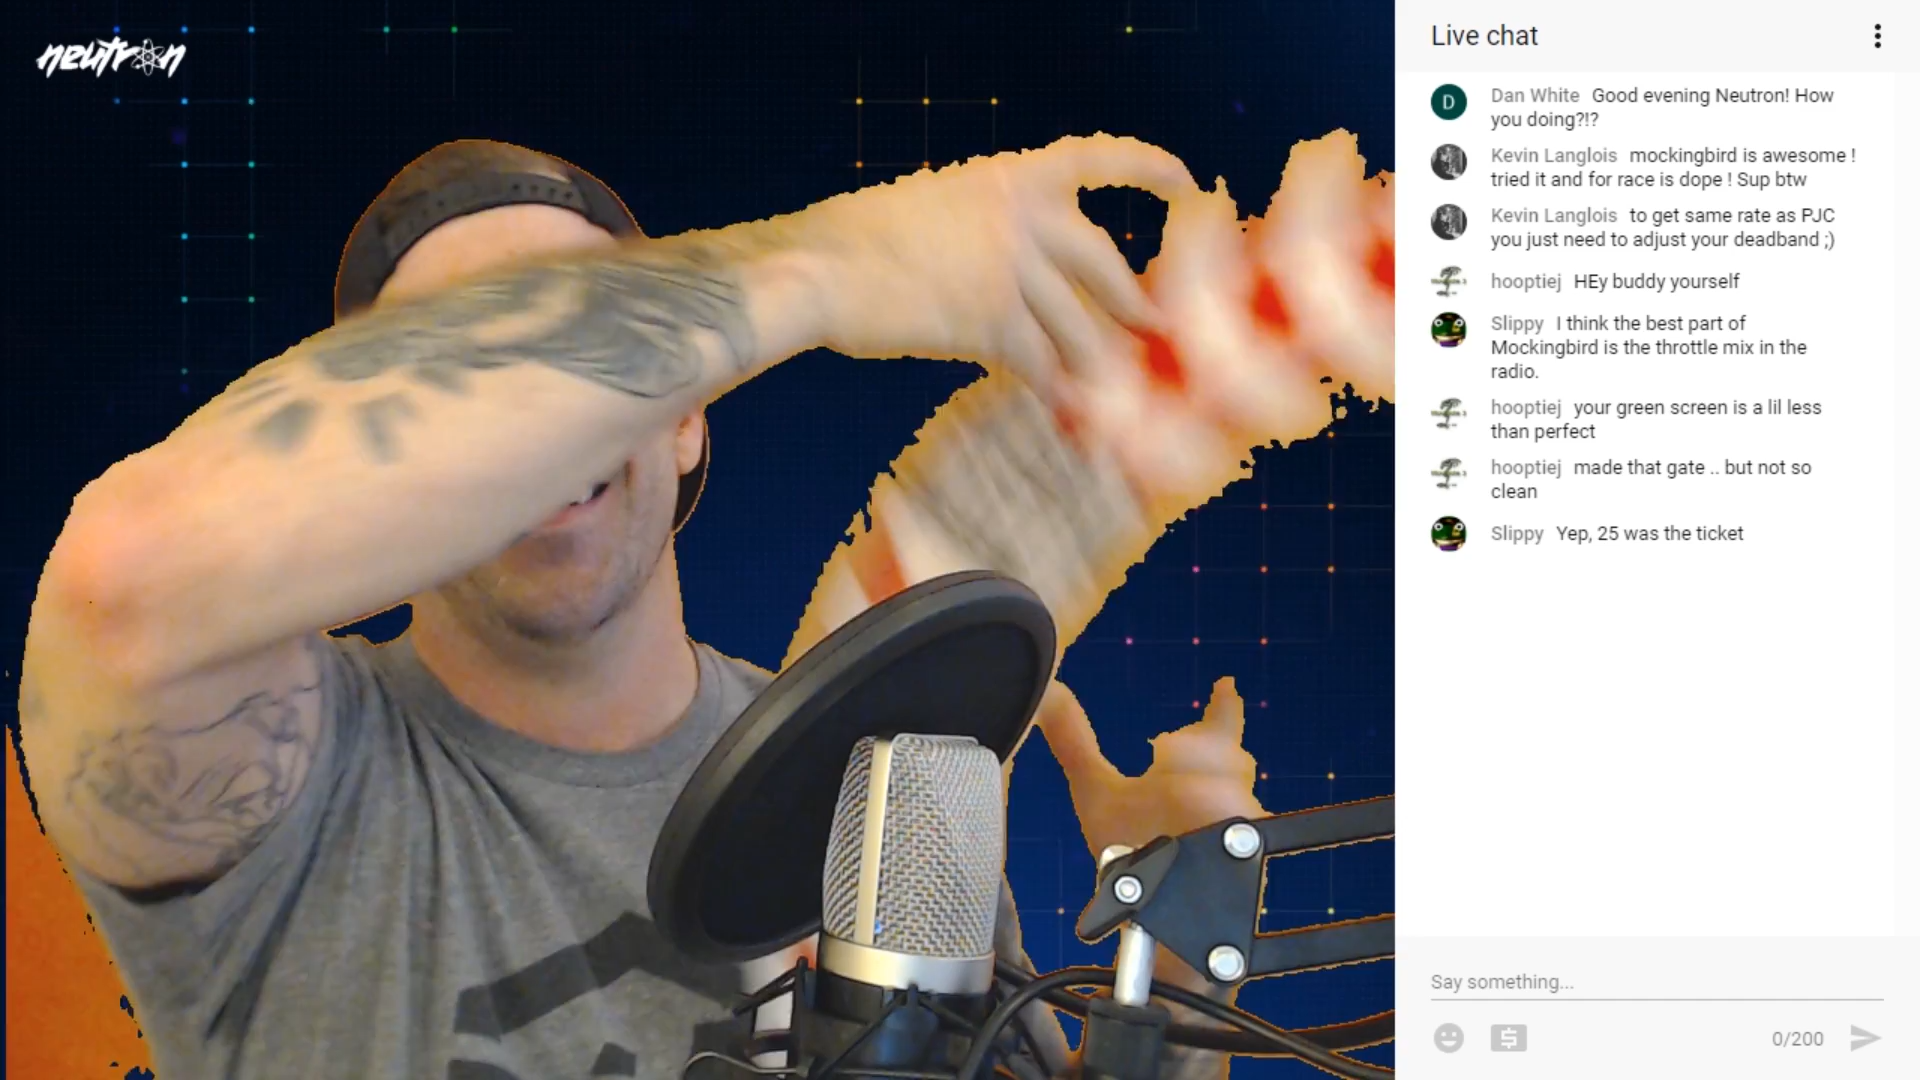 neutron
Live chat
Dan White Good evening Neutron! How
you doing?!?
Kevin Langlois mockingbird is awesome !
tried it and for race is dope ! Sup btw
Kevin Langlois to get same rate as PJC
you just need to adjust your deadband ;)
hooptiej HEy buddy yourself
Slippy I think the best part of
Mockingbird is the throttle mix in the
radio.
hooptiej your green screen is a lil less
than perfect
hooptiej made that gate .. but not so
clean
Slippy Yep, 25 was the ticket
Say something...
0/200